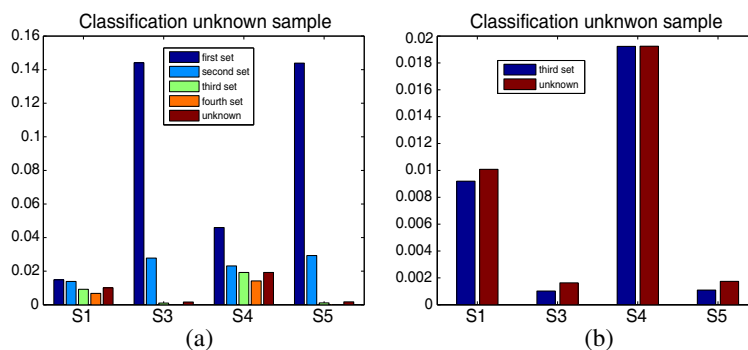 Classification unknown sample
0.16
0.14
0.12
0.1
0.08
0.06
0.04
0.02
0
first set
second set
third set
fourth set
unknown
S1 S3 S4 S5
(a)
Classification unknwon sample
0.02
0.018
0.016
0.014
0.012
0.01
0.008
0.006
0.004
0.002
0
third set
unknown
S1 S3 S4 S5
(b)